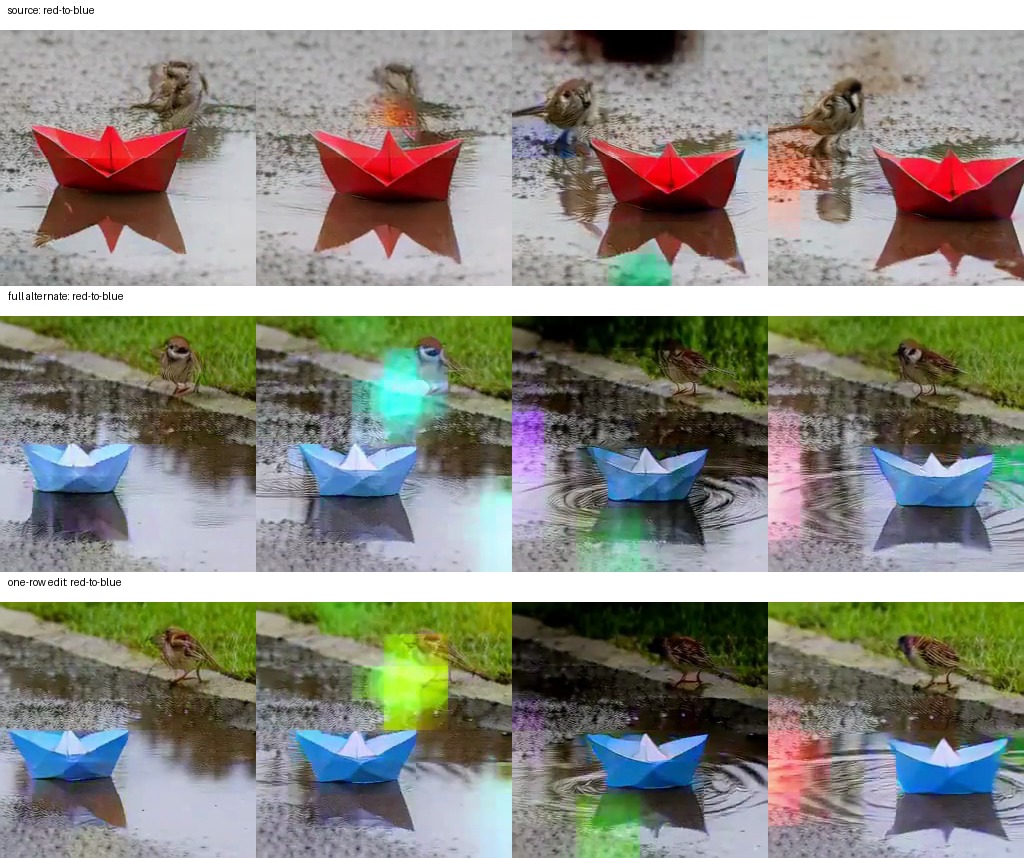 source: red-to-blue
full alternate: red-to-blue
one-row edit: red-to-blue